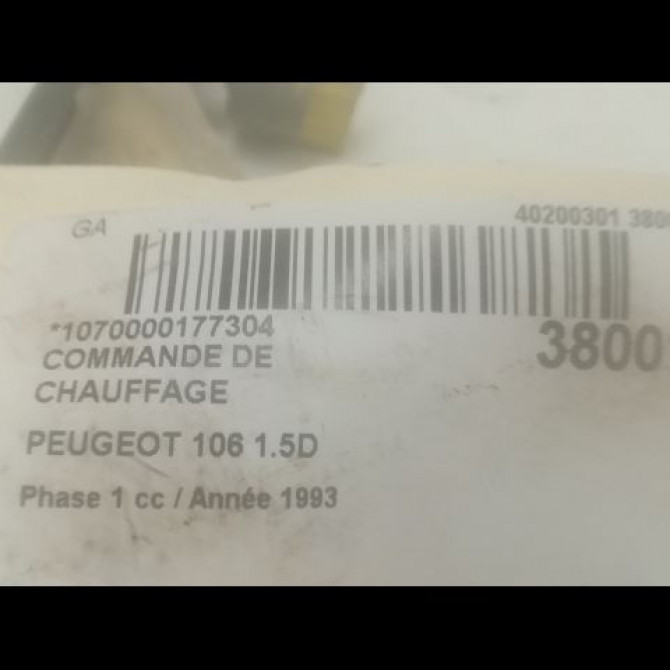 GA
40200301 380
*1070000177304
3800
COMMANDE DE
CHAUFFAGE
PEUGEOT 106 1.5D
Phase 1 cc / Année 1993